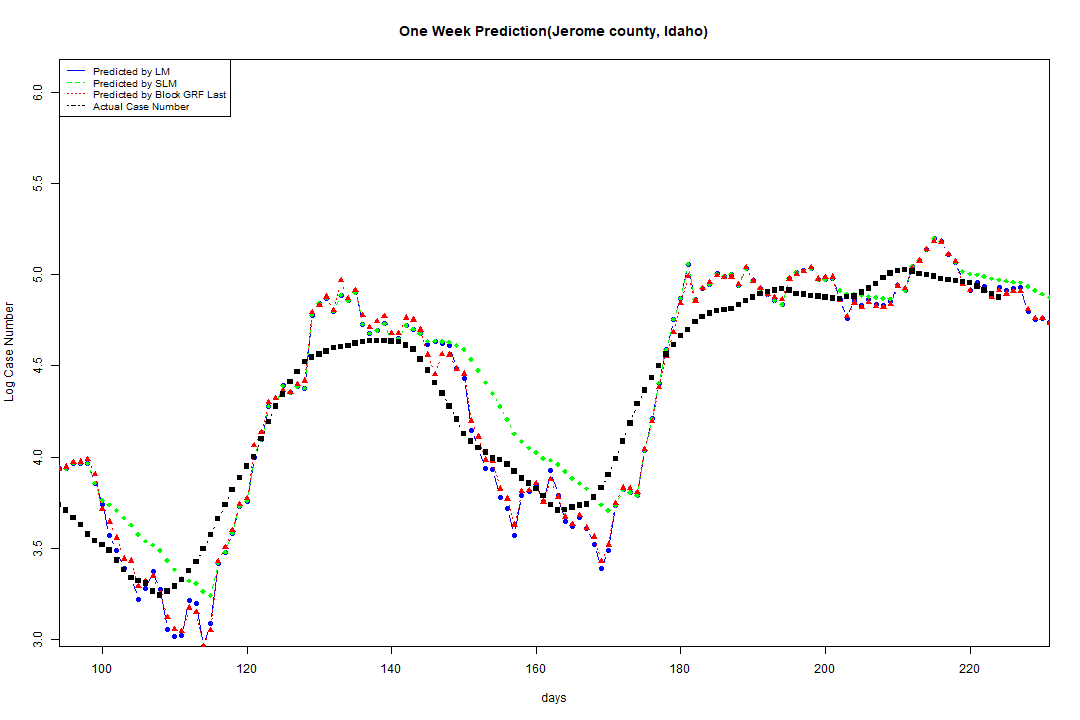 One Week Prediction(Jerome county, Idaho)
Predicted by LM
Predicted by SLM
Predicted by Block GRF Last
Actual Case Number
6.0
5.5
5.0
4.5
4.0
3.5
3.0
Log Case Number
100 120 140 160 180 200 220
days